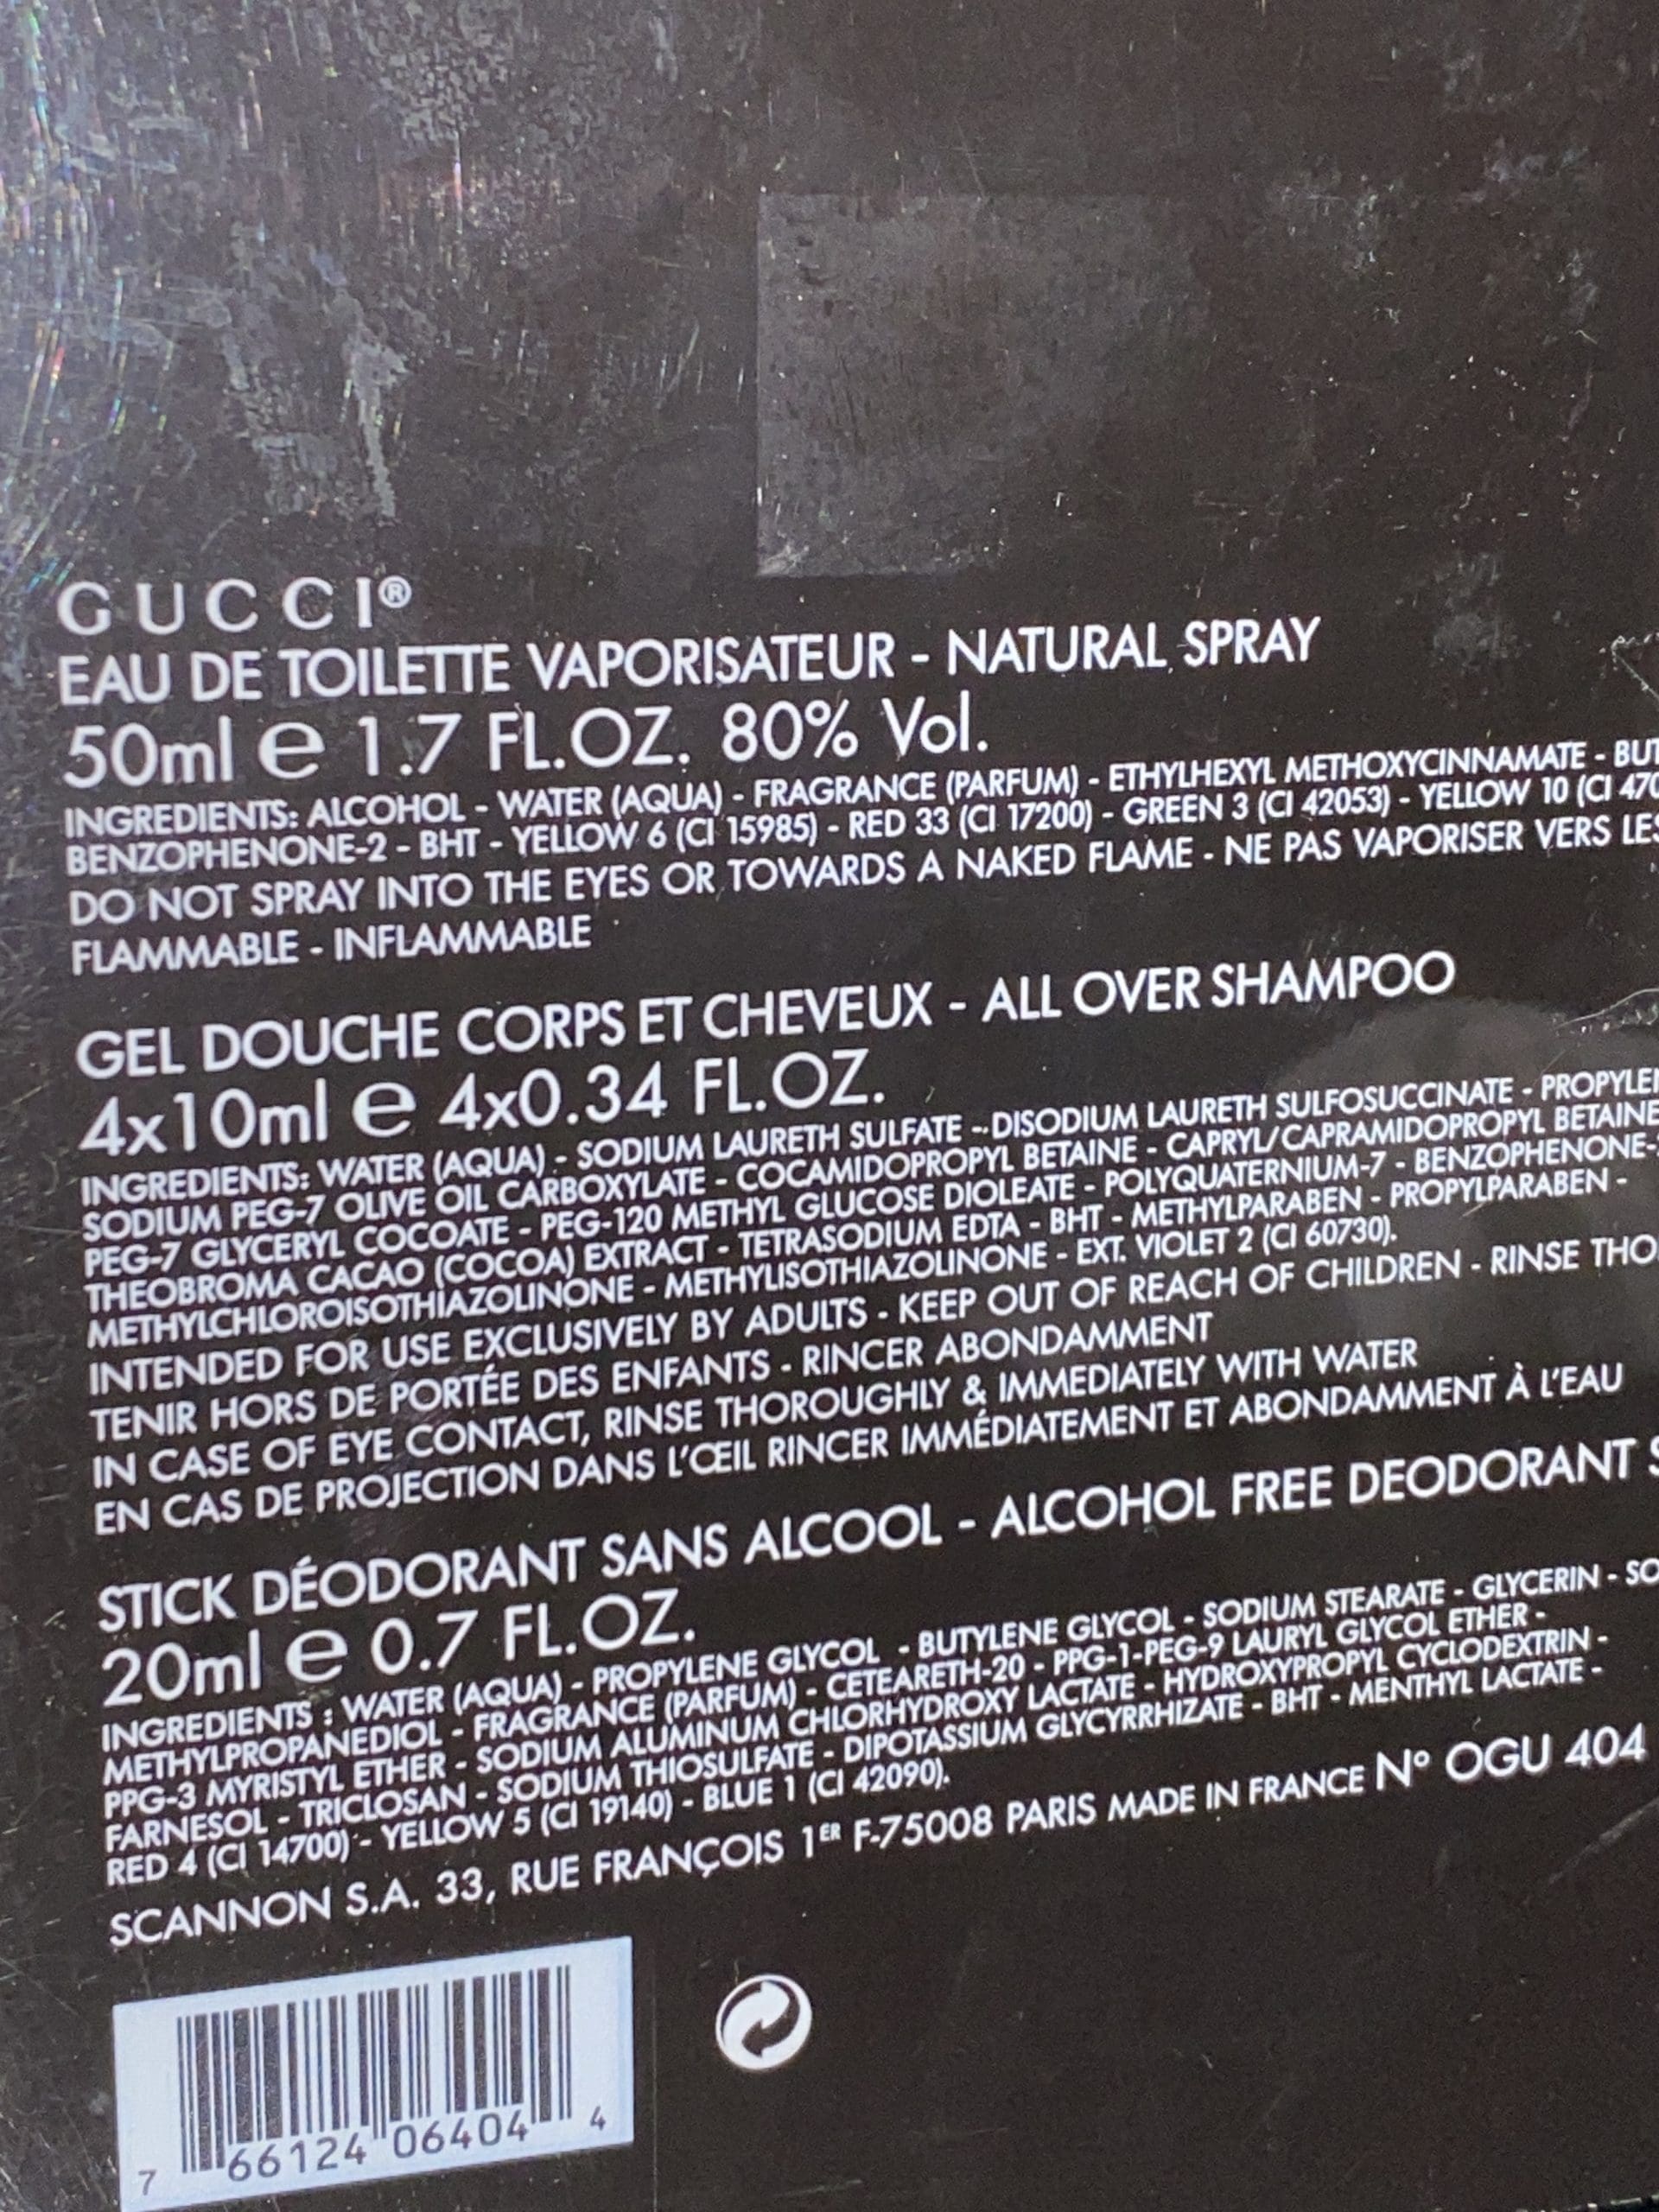 GUCCI®
EAU DE TOILETTE VAPORISATEUR - NATURAL SPRAY
50ml e 1.7 FL.OZ. 80% Vol.
INGREDIENTS: ALCOHOL - WATER (AQUA) - FRAGRANCE (PARFUM) - ETHYLHEXYL METHOXYCINNAMATE - BUT
BENZOPHENONE-2 - BHT - YELLOW 6 (CI 15985) - RED 33 (CI 17200) - GREEN 3 (CI 42053) - YELLOW 10 (CI 470
DO NOT SPRAY INTO THE EYES OR TOWARDS A NAKED FLAME - NE PAS VAPORISER VERS LES
FLAMMABLE - INFLAMMABLE
GEL DOUCHE CORPS ET CHEVEUX - ALL OVER SHAMPOO
4x10ml e 4x0.34 FL.OZ.
INGREDIENTS: WATER (AQUA) - SODIUM LAURETH SULFATE - DISODIUM LAURETH SULFOSUCCINATE - PROPYLEN
SODIUM PEG-7 OLIVE OIL CARBOXYLATE - COCAMIDOPROPYL BETAINE - CAPRYL/CAPRAMIDOPROPYL BETAINE
PEG-7 GLYCERYL COCOATE - PEG-120 METHYL GLUCOSE DIOLEATE - POLYQUATERNIUM-7 - BENZOPHENONE-
THEOBROMA CACAO (COCOA) EXTRACT - TETRASODIUM EDTA - BHT - METHYLPARABEN - PROPYLPARABEN -
METHYLCHLOROISOTHIAZOLINONE - METHYLISOTHIAZOLINONE - EXT. VIOLET 2 (CI 60730).
INTENDED FOR USE EXCLUSIVELY BY ADULTS - KEEP OUT OF REACH OF CHILDREN - RINSE THO
TENIR HORS DE PORTÉE DES ENFANTS - RINCER ABONDAMMENT
IN CASE OF EYE CONTACT, RINSE THOROUGHLY & IMMEDIATELY WITH WATER
EN CAS DE PROJECTION DANS L'ŒIL RINCER IMMÉDIATEMENT ET ABONDAMMENT À L'EAU
STICK DÉODORANT SANS ALCOOL - ALCOHOL FREE DEODORANT S
20ml e 0.7 FL.OZ.
INGREDIENTS : WATER (AQUA) - PROPYLENE GLYCOL - BUTYLENE GLYCOL - SODIUM STEARATE - GLYCERIN - SO
METHYLPROPANEDIOL - FRAGRANCE (PARFUM) - CETEARETH-20 - PPG-1-PEG-9 LAURYL GLYCOL ETHER -
PPG-3 MYRISTYL ETHER - SODIUM ALUMINUM CHLORHYDROXY LACTATE - HYDROXYPROPYL CYCLODEXTRIN -
FARNESOL - TRICLOSAN - SODIUM THIOSULFATE - DIPOTASSIUM GLYCYRRHIZATE - BHT - MENTHYL LACTATE -
RED 4 (CI 14700) - YELLOW 5 (CI 19140) - BLUE 1 (CI 42090).
SCANNON S.A. 33, RUE FRANÇOIS 1ER F-75008 PARIS MADE IN FRANCE N° OGU 404
7 66124 06404 4